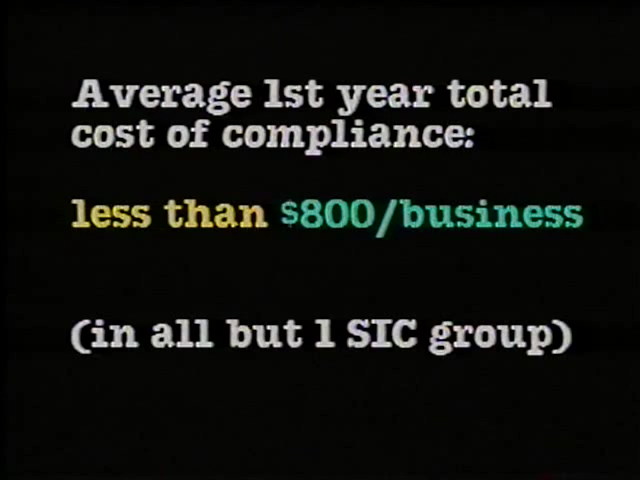 Average 1st year total
cost of compliance:
less than $800/business
(in all but 1 SIC group)